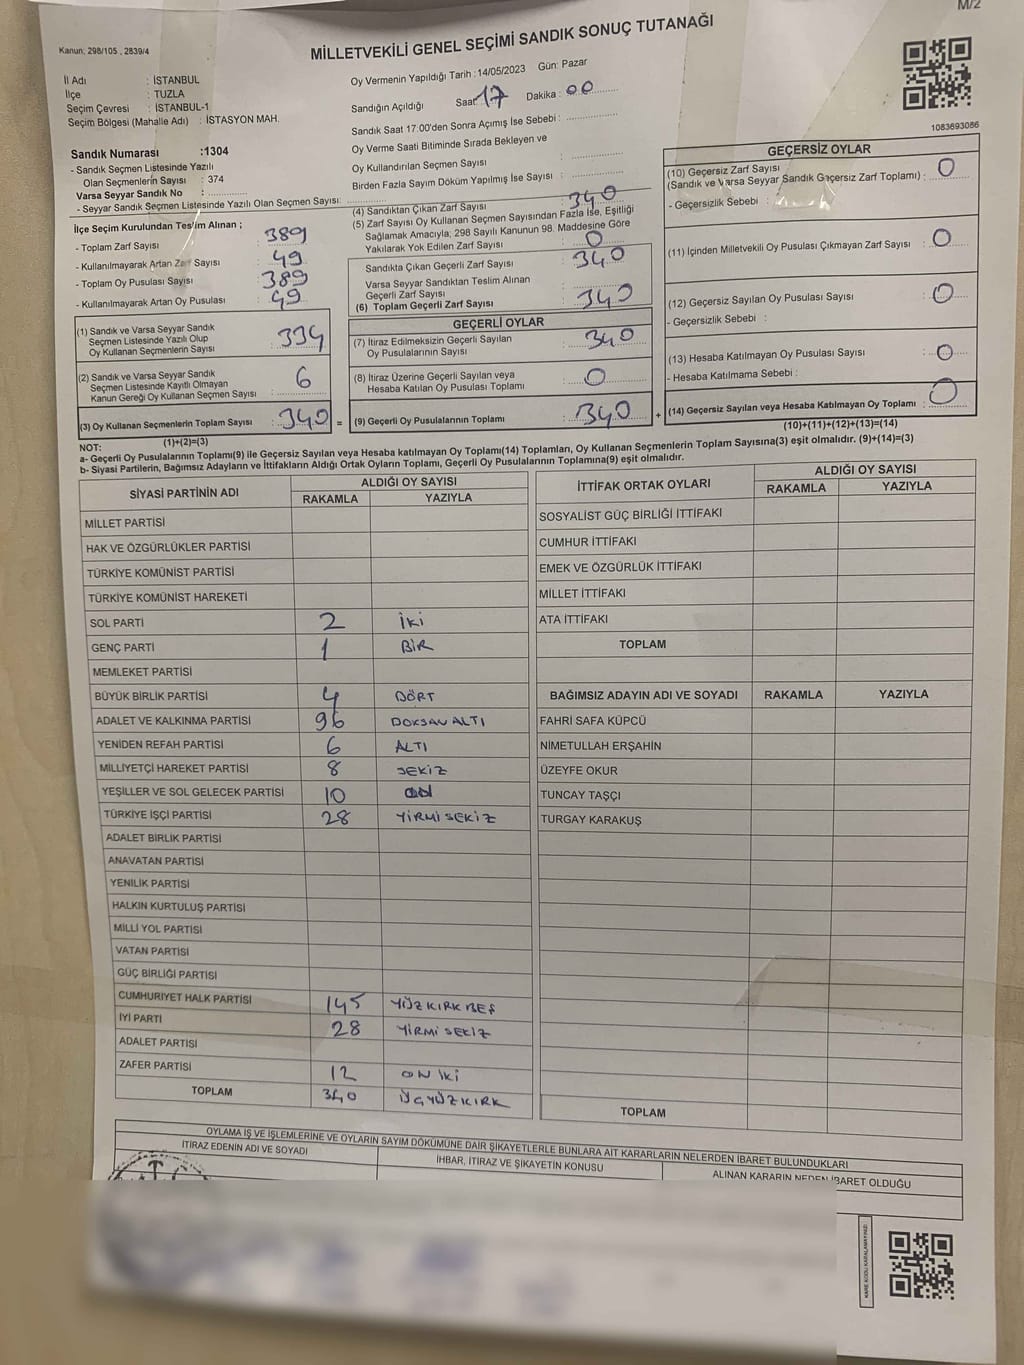 M/2
Kanun; 298/105, 2839/4
MİLLETVEKİLİ GENEL SEÇİMİ SANDIK SONUÇ TUTANAĞI
İl Adı : İSTANBUL
İlçe : TUZLA
Seçim Çevresi : İSTANBUL-1
Seçim Bölgesi (Mahalle Adı) : İSTASYON MAH.
Oy Vermenin Yapıldığı Tarih : 14/05/2023 Gün: Pazar
Sandığın Açıldığı Saat 17 Dakika : 00
Sandık Saat 17:00'den Sonra Açımış İse Sebebi :
Oy Verme Saati Bitiminde Sırada Bekleyen ve
Oy Kullandırılan Seçmen Sayısı :
Birden Fazla Sayım Döküm Yapılmış İse Sayısı :
1083693086
Sandık Numarası :1304
- Sandık Seçmen Listesinde Yazılı
Olan Seçmenlerin Sayısı : 374
Varsa Seyyar Sandık No :
- Seyyar Sandık Seçmen Listesinde Yazılı Olan Seçmen Sayısı:
İlçe Seçim Kurulundan Teslim Alınan ;
- Toplam Zarf Sayısı : 389
- Kullanılmayarak Artan Zarf Sayısı : 49
- Toplam Oy Pusulası Sayısı : 389
- Kullanılmayarak Artan Oy Pusulası : 49
(1) Sandık ve Varsa Seyyar Sandık
Seçmen Listesinde Yazılı Olup
Oy Kullanan Seçmenlerin Sayısı : 334
(2) Sandık ve Varsa Seyyar Sandık
Seçmen Listesinde Kayıtlı Olmayan
Kanun Gereği Oy Kullanan Seçmen Sayısı : 6
(3) Oy Kullanan Seçmenlerin Toplam Sayısı : 340
(1)+(2)=(3)
(4) Sandıktan Çıkan Zarf Sayısı : 340
(5) Zarf Sayısı Oy Kullanan Seçmen Sayısından Fazla İse, Eşitliği
Sağlamak Amacıyla; 298 Sayılı Kanunun 98. Maddesine Göre
Yakılarak Yok Edilen Zarf Sayısı : 0
Sandıkta Çıkan Geçerli Zarf Sayısı : 340
Varsa Seyyar Sandıktan Teslim Alınan
Geçerli Zarf Sayısı :
(6) Toplam Geçerli Zarf Sayısı : 340
GEÇERLİ OYLAR
(7) İtiraz Edilmeksizin Geçerli Sayılan
Oy Pusulalarının Sayısı : 340
(8) İtiraz Üzerine Geçerli Sayılan veya
Hesaba Katılan Oy Pusulası Toplamı : 0
= (9) Geçerli Oy Pusulalarının Toplamı : 340
GEÇERSİZ OYLAR
(10) Geçersiz Zarf Sayısı
(Sandık ve Varsa Seyyar Sandık Geçersiz Zarf Toplamı) : 0
- Geçersizlik Sebebi :
(11) İçinden Milletvekili Oy Pusulası Çıkmayan Zarf Sayısı : 0
(12) Geçersiz Sayılan Oy Pusulası Sayısı : 0
- Geçersizlik Sebebi :
(13) Hesaba Katılmayan Oy Pusulası Sayısı : 0
- Hesaba Katılmama Sebebi :
+ (14) Geçersiz Sayılan veya Hesaba Katılmayan Oy Toplamı : 0
(10)+(11)+(12)+(13)=(14)
NOT:
a- Geçerli Oy Pusulalarının Toplamı(9) ile Geçersiz Sayılan veya Hesaba katılmayan Oy Toplamı(14) Toplamları, Oy Kullanan Seçmenlerin Toplam Sayısına(3) eşit olmalıdır. (9)+(14)=(3)
b- Siyasi Partilerin, Bağımsız Adayların ve İttifakların Aldığı Ortak Oyların Toplamı, Geçerli Oy Pusulalarının Toplamına(9) eşit olmalıdır.
SİYASİ PARTİNİN ADI ALDIĞI OY SAYISI
RAKAMLA YAZIYLA
MİLLET PARTİSİ
HAK VE ÖZGÜRLÜKLER PARTİSİ
TÜRKİYE KOMÜNİST PARTİSİ
TÜRKİYE KOMÜNİST HAREKETİ
SOL PARTİ 2 İKİ
GENÇ PARTİ 1 BİR
MEMLEKET PARTİSİ
BÜYÜK BİRLİK PARTİSİ 4 DÖRT
ADALET VE KALKINMA PARTİSİ 96 DOKSAN ALTI
YENİDEN REFAH PARTİSİ 6 ALTI
MİLLİYETÇİ HAREKET PARTİSİ 8 SEKİZ
YEŞİLLER VE SOL GELECEK PARTİSİ 10
TÜRKİYE İŞÇİ PARTİSİ 28 YİRMİ SEKİZ
ADALET BİRLİK PARTİSİ
ANAVATAN PARTİSİ
YENİLİK PARTİSİ
HALKIN KURTULUŞ PARTİSİ
MİLLİ YOL PARTİSİ
VATAN PARTİSİ
GÜÇ BİRLİĞİ PARTİSİ
CUMHURİYET HALK PARTİSİ 145 YÜZ KIRK BEŞ
İYİ PARTİ 28 YİRMİ SEKİZ
ADALET PARTİSİ
ZAFER PARTİSİ 12 ON İKİ
TOPLAM 340 ÜÇYÜZ KIRK
İTTİFAK ORTAK OYLARI ALDIĞI OY SAYISI
RAKAMLA YAZIYLA
SOSYALİST GÜÇ BİRLİĞİ İTTİFAKI
CUMHUR İTTİFAKI
EMEK VE ÖZGÜRLÜK İTTİFAKI
MİLLET İTTİFAKI
ATA İTTİFAKI
TOPLAM
BAĞIMSIZ ADAYIN ADI VE SOYADI RAKAMLA YAZIYLA
FAHRİ SAFA KÜPCÜ
NİMETULLAH ERŞAHİN
ÜZEYFE OKUR
TUNCAY TAŞÇI
TURGAY KARAKUŞ
TOPLAM
OYLAMA İŞ VE İŞLEMLERİNE VE OYLARIN SAYIM DÖKÜMÜNE DAİR ŞİKAYETLERLE BUNLARA AİT KARARLARIN NELERDEN İBARET BULUNDUKLARI
İTİRAZ EDENİN ADI VE SOYADI İHBAR, İTİRAZ VE ŞİKAYETİN KONUSU ALINAN KARARIN NEDEN İBARET OLDUĞU